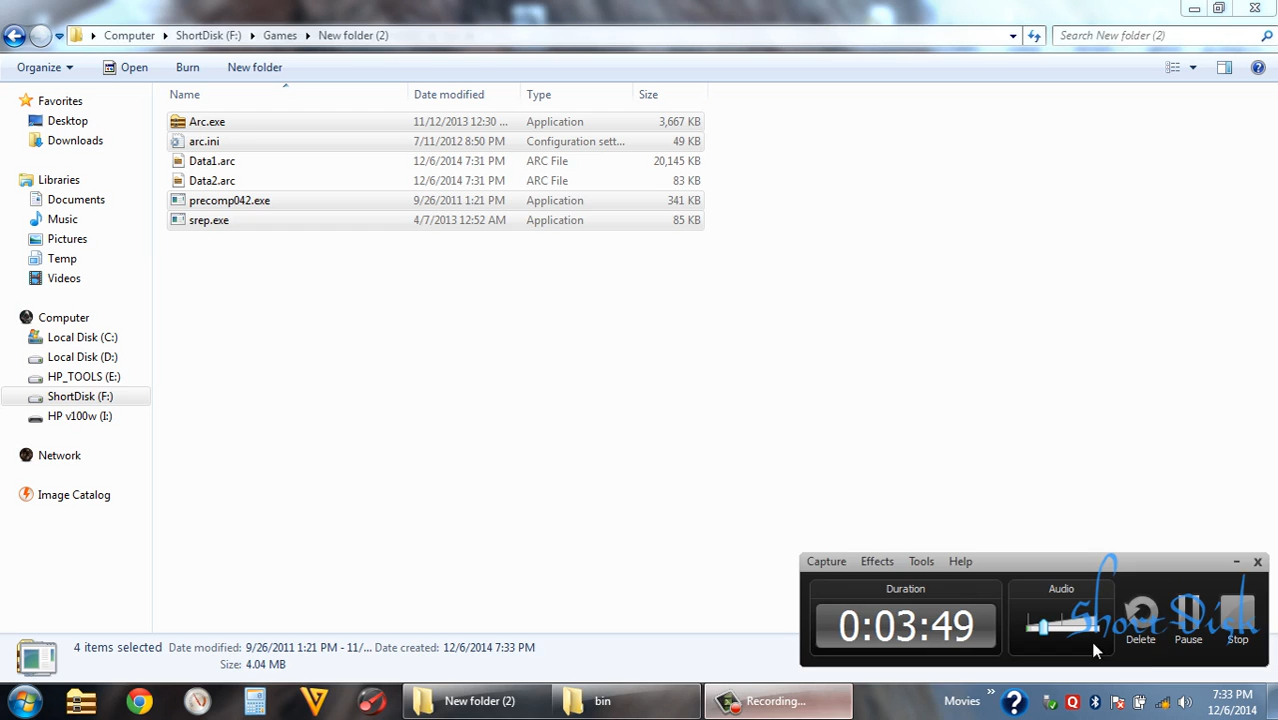 Computer ShortDisk (F:) Games New folder (2) Search New folder (2)
Organize Open Burn New folder
Name Date modified Type Size
Favorites
Desktop
Downloads
Libraries
Documents
Music
Pictures
Temp
Videos
Computer
Local Disk (C:)
Local Disk (D:)
HP_TOOLS (E:)
ShortDisk (F:)
HP v100w (I:)
Network
Image Catalog
Arc.exe 11/12/2013 12:30 ... Application 3,667 KB
arc.ini 7/11/2012 8:50 PM Configuration sett... 49 KB
Data1.arc 12/6/2014 7:31 PM ARC File 20,145 KB
Data2.arc 12/6/2014 7:31 PM ARC File 83 KB
precomp042.exe 9/26/2011 1:21 PM Application 341 KB
srep.exe 4/7/2013 12:52 AM Application 85 KB
Capture Effects Tools Help
Duration Audio
0:03:49
Delete Pause Stop
Short Dish
4 items selected Date modified: 9/26/2011 1:21 PM - 11/... Date created: 12/6/2014 7:33 PM
Size: 4.04 MB
New folder (2) bin Recording... Movies 7:33 PM
12/6/2014